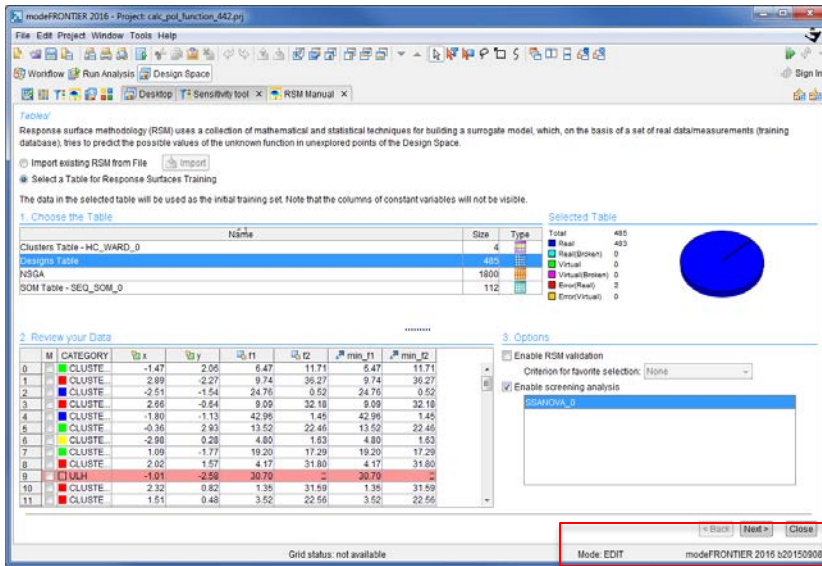 modeFRONTIER 2016 - Project: calc_pol_function_442.prj
File Edit Project Window Tools Help
Workflow Run Analysis Design Space Sign In
Desktop Sensitivity tool × RSM Manual ×
Tables/
Response surface methodology (RSM) uses a collection of mathematical and statistical techniques for building a surrogate model, which, on the basis of a set of real data/measurements (training
database), tries to predict the possible values of the unknown function in unexplored points of the Design Space.
Import existing RSM from File Import
Select a Table for Response Surfaces Training
The data in the selected table will be used as the initial training set. Note that the columns of constant variables will not be visible.
1. Choose the Table
Name Size Type
Clusters Table - HC_WARD_0 4
Designs Table 485
NSGA 1800
SOM Table - SEQ_SOM_0 112
Selected Table
Total 485
Real 483
Real(Broken) 0
Virtual 0
Virtual(Broken) 0
Error(Real) 2
Error(Virtual) 0
2. Review your Data
M CATEGORY x y f1 f2 min_f1 min_f2
0 CLUSTE... -1.47 2.06 6.47 11.71 6.47 11.71
1 CLUSTE... 2.89 -2.27 9.74 36.27 9.74 36.27
2 CLUSTE... -2.51 -1.54 24.76 0.52 24.76 0.52
3 CLUSTE... 2.66 -0.64 9.09 32.18 9.09 32.18
4 CLUSTE... -1.80 -1.13 42.96 1.45 42.96 1.45
5 CLUSTE... -0.36 2.93 13.52 22.46 13.52 22.46
6 CLUSTE... -2.98 0.28 4.80 1.63 4.80 1.63
7 CLUSTE... 1.09 -1.77 19.20 17.29 19.20 17.29
8 CLUSTE... 2.02 1.57 4.17 31.80 4.17 31.80
9 ULH -1.01 -2.58 30.70 30.70
10 CLUSTE... 2.32 0.82 1.35 31.59 1.35 31.59
11 CLUSTE... 1.51 0.48 3.52 22.56 3.52 22.56
3. Options
Enable RSM validation
Criterion for favorite selection: None
Enable screening analysis
SSANOVA_0
< Back Next > Close
Grid status: not available Mode: EDIT modeFRONTIER 2016 b20150908